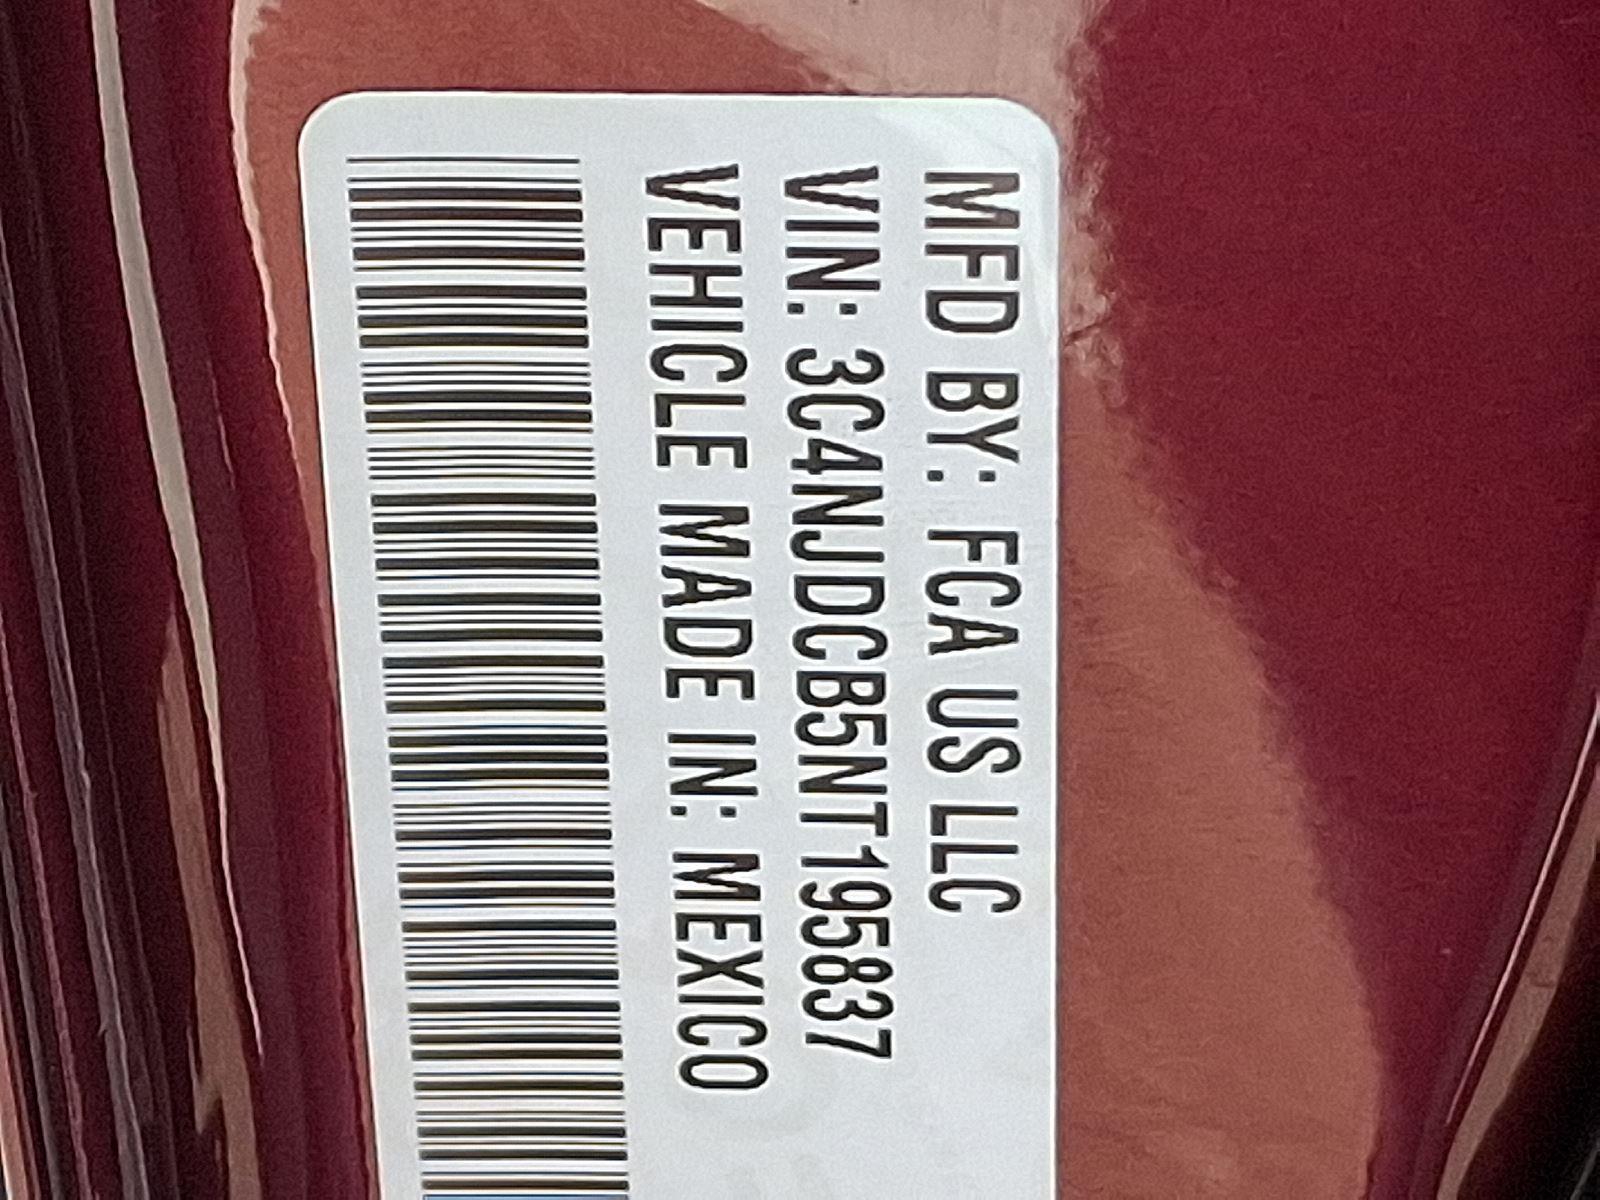 MFD BY: FCA US LLC
VIN: 3C4NJDCB5NT195837
VEHICLE MADE IN: MEXICO